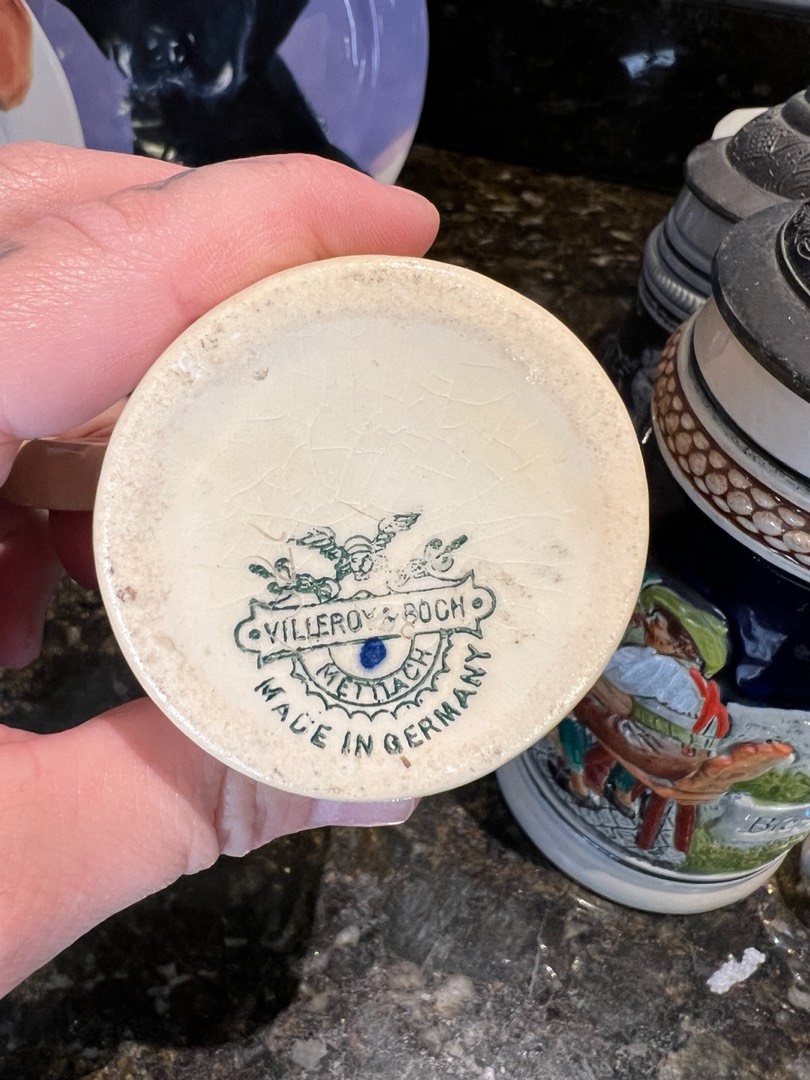 VILLEROY & BOCH
METTLACH
MADE IN GERMANY